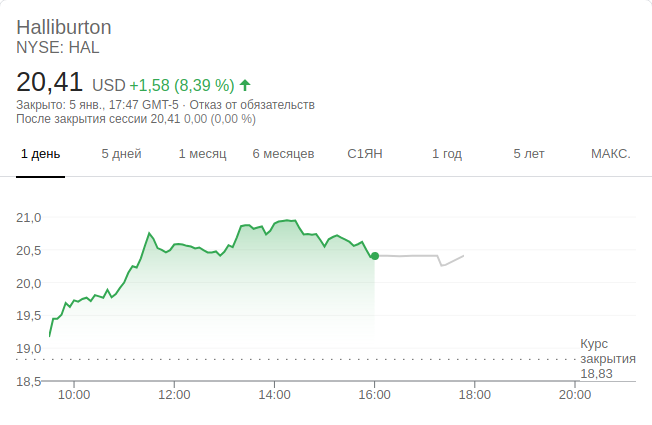 Halliburton
NYSE: HAL
20,41 USD +1,58 (8,39 %)
Закрыто: 5 янв., 17:47 GMT-5 · Отказ от обязательств
После закрытия сессии 20,41 0,00 (0,00 %)
1 день 5 дней 1 месяц 6 месяцев С1ЯН 1 год 5 лет МАКС.
21,0
20,5
20,0
19,5
19,0
Курс
закрытия
18,83
18,5
10:00 12:00 14:00 16:00 18:00 20:00